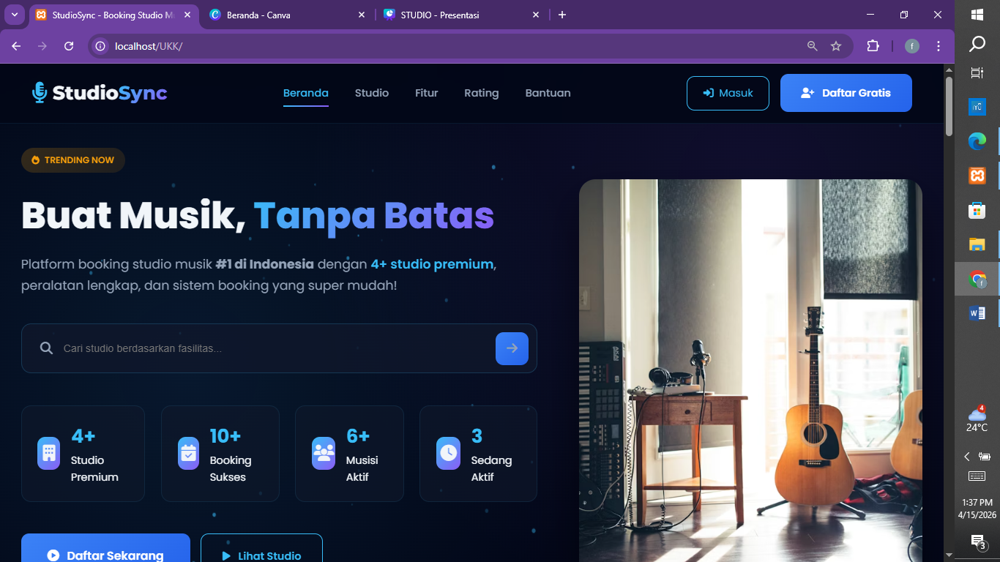 StudioSync - Booking Studio M
Beranda - Canva
STUDIO - Presentasi
localhost/UKK/
f
StudioSync
Beranda
Studio
Fitur
Rating
Bantuan
Masuk
Daftar Gratis
TRENDING NOW
Buat Musik, Tanpa Batas
Platform booking studio musik #1 di Indonesia dengan 4+ studio premium,
peralatan lengkap, dan sistem booking yang super mudah!
Cari studio berdasarkan fasilitas...
4+
Studio
Premium
10+
Booking
Sukses
6+
Musisi
Aktif
3
Sedang
Aktif
Daftar Sekarang
Lihat Studio
AKAI
4
24°C
1:37 PM
4/15/2026
3